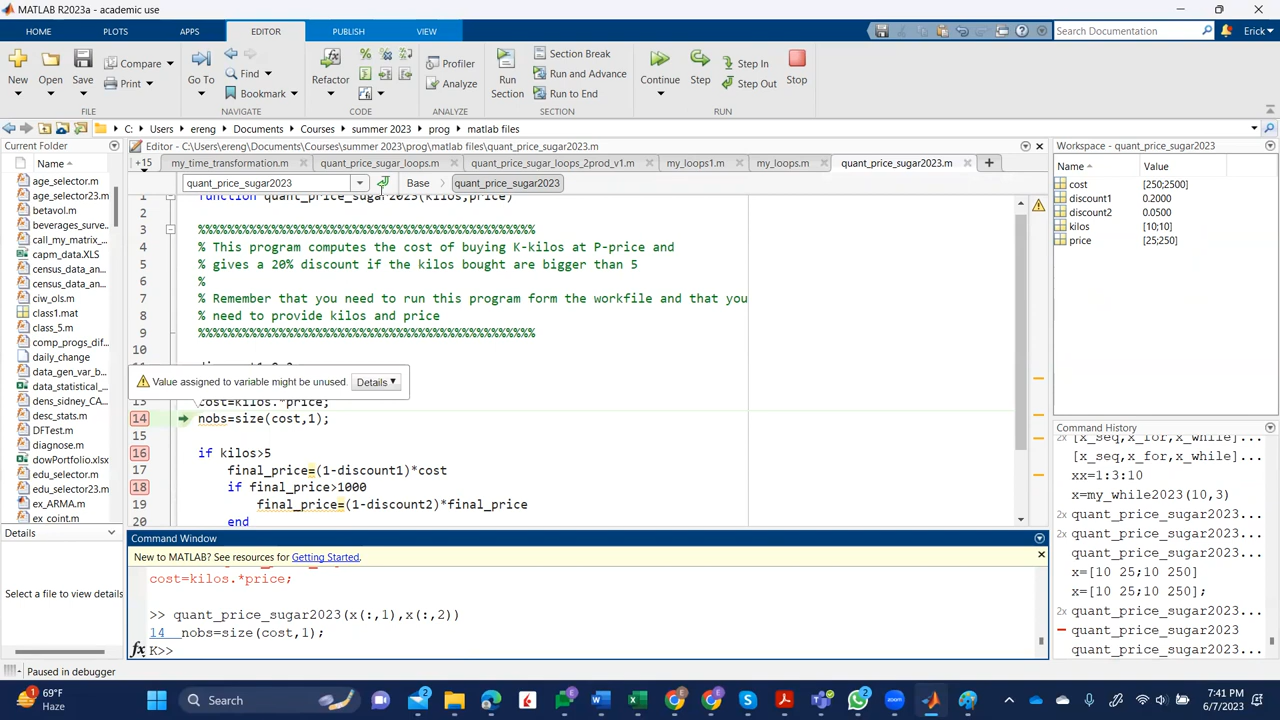 MATLAB R2023a - academic use
HOME PLOTS APPS EDITOR PUBLISH VIEW Search Documentation Erick
New Open Save Compare Print Go To Find Bookmark Refactor Profiler Analyze Run Section Section Break Run and Advance Run to End Continue Step Step In Step Out Stop
FILE NAVIGATE CODE ANALYZE SECTION RUN
C: Users ereng Documents Courses summer 2023 prog matlab files
Current Folder
Name
age_selector.m
age_selector23.m
betavol.m
beverages_surve...
call_my_matrix_...
capm_data.XLS
census_data_an...
census_data_an...
ciw_ols.m
class1.mat
class_5.m
comp_progs_dif...
daily_change
data_gen_var_b...
data_statistical_...
dens_sidney_CA...
desc_stats.m
DFTest.m
diagnose.m
dowPortfolio.xlsx
edu_selector.m
edu_selector23.m
ex_ARMA.m
ex_coint.m
Details
Select a file to view details
Editor - C:\Users\ereng\Documents\Courses\summer 2023\prog\matlab files\quant_price_sugar2023.m
+15 my_time_transformation.m quant_price_sugar_loops.m quant_price_sugar_loops_2prod_v1.m my_loops1.m my_loops.m quant_price_sugar2023.m
quant_price_sugar2023 Base quant_price_sugar2023
function quant_price_sugar2023(kilos,price)
2
3 %%%%%%%%%%%%%%%%%%%%%%%%%%%%%%%%%%%%%%%%%%%%%%
4 % This program computes the cost of buying K-kilos at P-price and
5 % gives a 20% discount if the kilos bought are bigger than 5
6 %
7 % Remember that you need to run this program form the workfile and that you
8 % need to provide kilos and price
9 %%%%%%%%%%%%%%%%%%%%%%%%%%%%%%%%%%%%%%%%%%%%%%
10
Value assigned to variable might be unused. Details
13 cost=kilos.*price;
14 nobs=size(cost,1);
15
16 if kilos>5
17 final_price=(1-discount1)*cost
18 if final_price>1000
19 final_price=(1-discount2)*final_price
20 end
Command Window
New to MATLAB? See resources for Getting Started.
cost=kilos.*price;
>> quant_price_sugar2023(x(:,1),x(:,2))
14 nobs=size(cost,1);
fx K>>
Workspace - quant_price_sugar2023
Name Value
cost [250;2500]
discount1 0.2000
discount2 0.0500
kilos [10;10]
price [25;250]
Command History
[x_seq,x_for,x_while]...
[x_seq,x_for,x_while]...
xx=1:3:10
x=my_while2023(10,3)
2x quant_price_sugar2023...
2x quant_price_sugar2023...
quant_price_sugar2023...
x=[10 25;10 250]
x=[10 25;10 250];
2x quant_price_sugar2023...
quant_price_sugar2023
quant_price_sugar2023...
Paused in debugger
69°F
Haze
Search
7:41 PM
6/7/2023